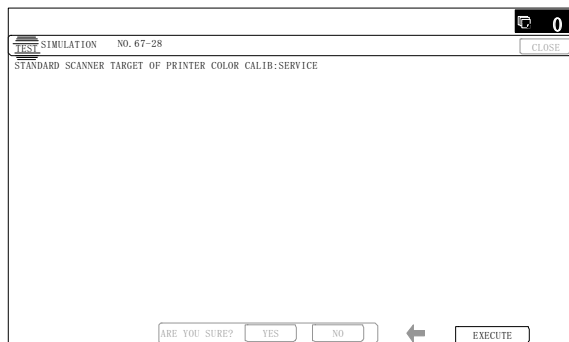 0
TEST SIMULATION NO. 67-28
CLOSE
STANDARD SCANNER TARGET OF PRINTER COLOR CALIB:SERVICE
ARE YOU SURE? YES NO EXECUTE